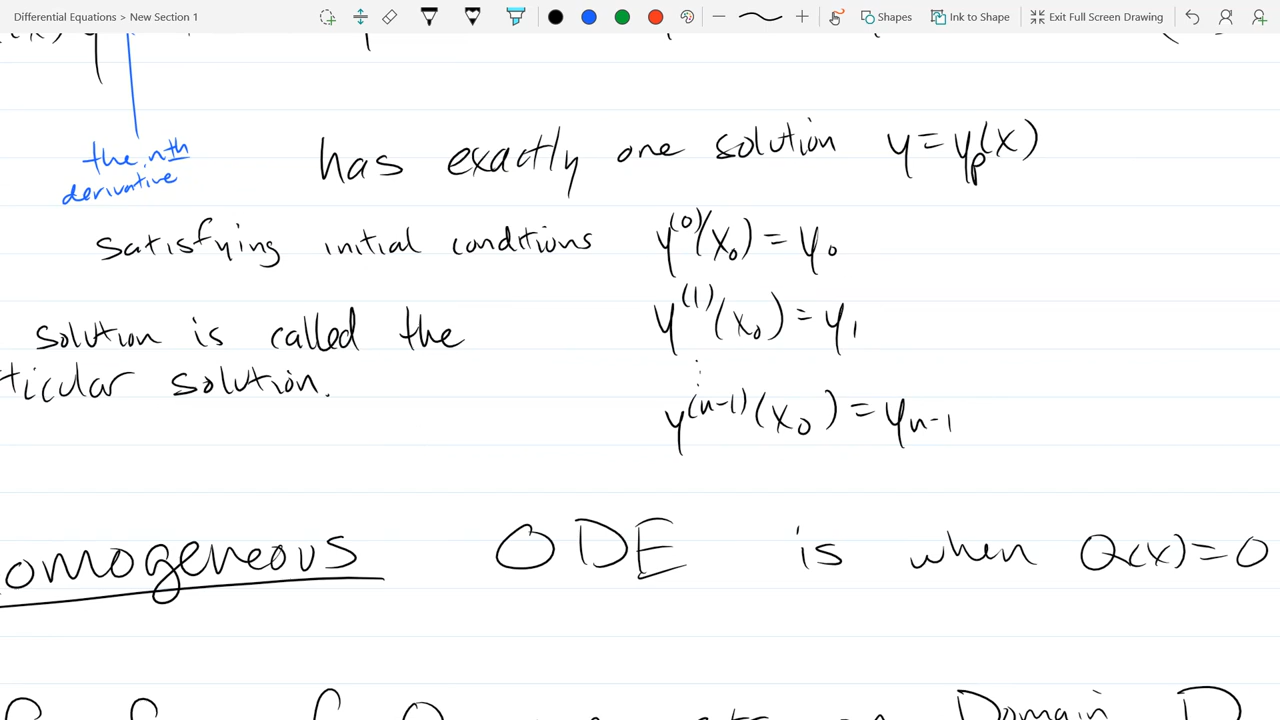 Differential Equations > New Section 1
Shapes
Ink to Shape
Exit Full Screen Drawing
the nth
derivative
has exactly one solution y = yp(x)
satisfying initial conditions y^(0)(x₀) = y₀
y^(1)(x₀) = y₁
⋮
solution is called the
ticular solution.
y^(n-1)(x₀) = yn-1
omogeneous ODE is when Q(x) = 0
Domain D